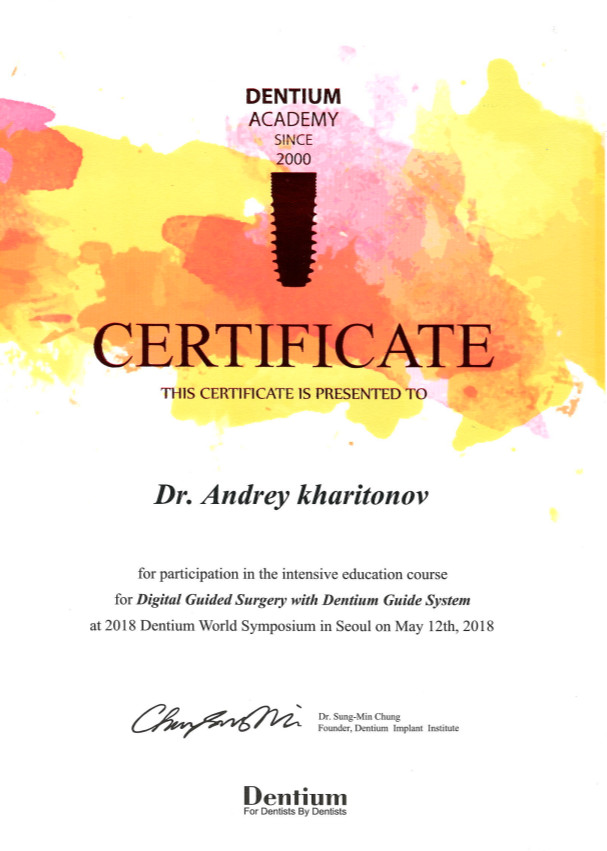 DENTIUM
ACADEMY
SINCE
2000
CERTIFICATE
THIS CERTIFICATE IS PRESENTED TO
Dr. Andrey kharitonov
for participation in the intensive education course
for Digital Guided Surgery with Dentium Guide System
at 2018 Dentium World Symposium in Seoul on May 12th, 2018
Dr. Sung-Min Chung
Founder, Dentium Implant Institute
Dentium
For Dentists By Dentists